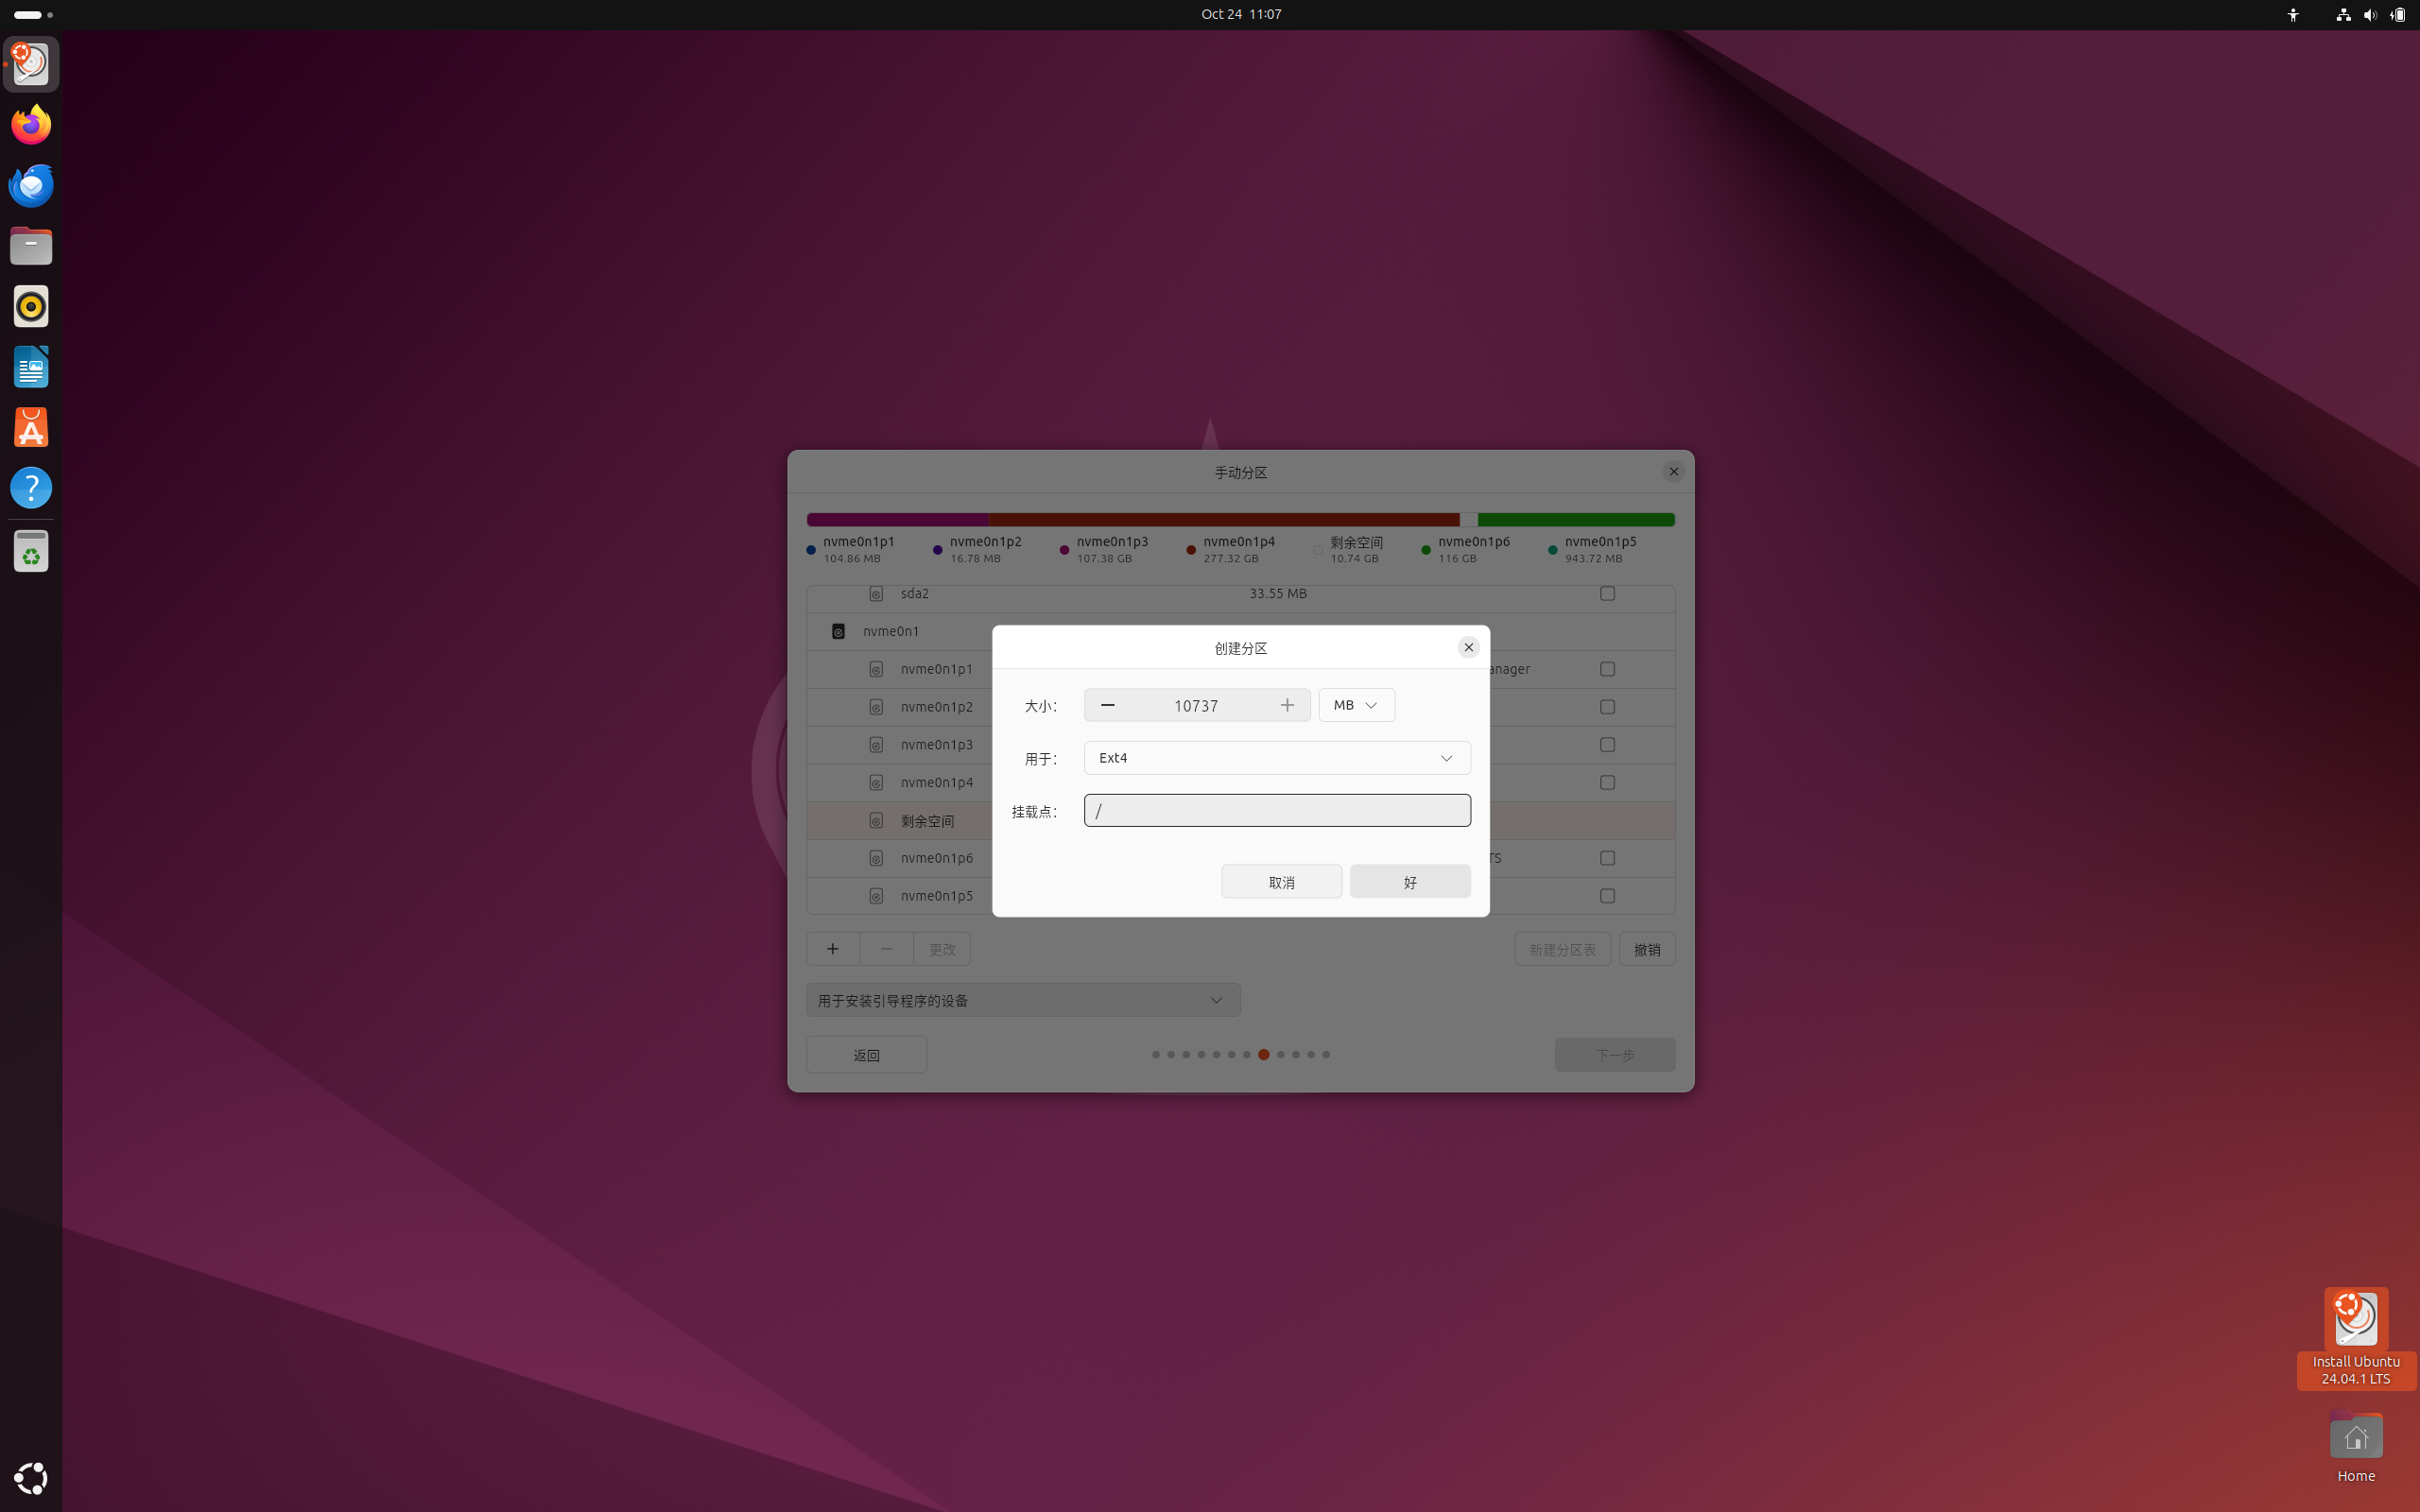 Oct 24 11:07
手动分区
nvme0n1p1
104.86 MB
nvme0n1p2
16.78 MB
nvme0n1p3
107.38 GB
nvme0n1p4
277.32 GB
剩余空间
10.74 GB
nvme0n1p6
116 GB
nvme0n1p5
943.72 MB
sda2 33.55 MB
nvme0n1
nvme0n1p1
nvme0n1p2
nvme0n1p3
nvme0n1p4
剩余空间
nvme0n1p6
nvme0n1p5
anager
TS
创建分区
大小：
10737
MB
用于：
Ext4
挂载点：
/
取消
好
更改
新建分区表
撤销
用于安装引导程序的设备
返回
下一步
Install Ubuntu
24.04.1 LTS
Home